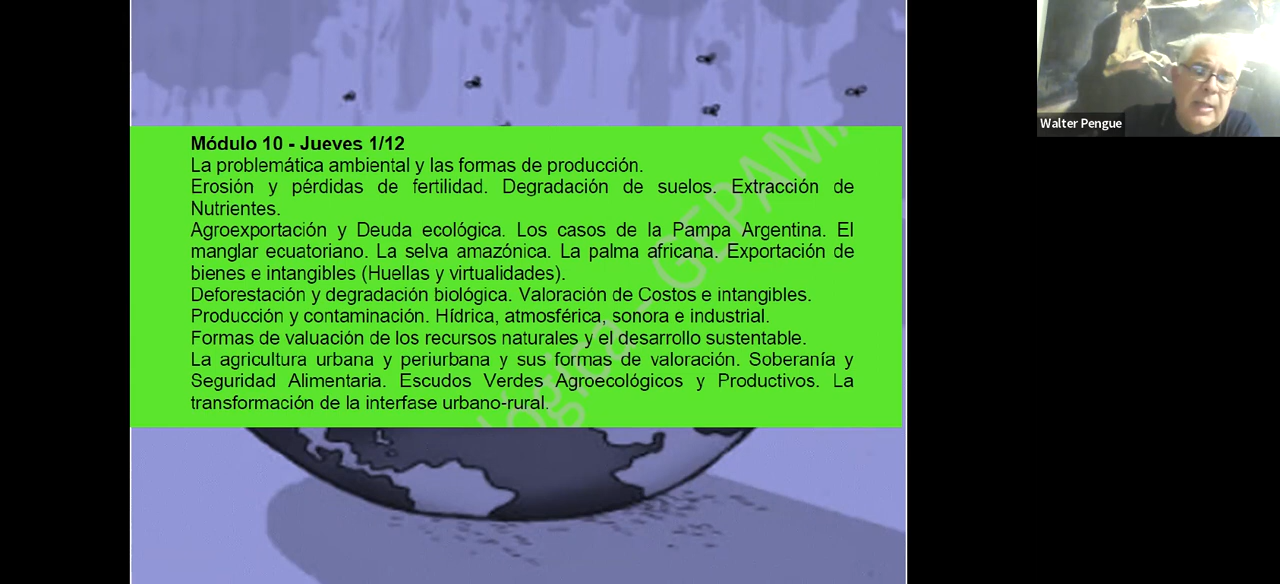 Módulo 10 - Jueves 1/12
La problemática ambiental y las formas de producción.
Erosión y pérdidas de fertilidad. Degradación de suelos. Extracción de
Nutrientes.
Agroexportación y Deuda ecológica. Los casos de la Pampa Argentina. El
manglar ecuatoriano. La selva amazónica. La palma africana. Exportación de
bienes e intangibles (Huellas y virtualidades).
Deforestación y degradación biológica. Valoración de Costos e intangibles.
Producción y contaminación. Hídrica, atmosférica, sonora e industrial.
Formas de valuación de los recursos naturales y el desarrollo sustentable.
La agricultura urbana y periurbana y sus formas de valoración. Soberanía y
Seguridad Alimentaria. Escudos Verdes Agroecológicos y Productivos. La
transformación de la interfase urbano-rural.
Walter Pengue